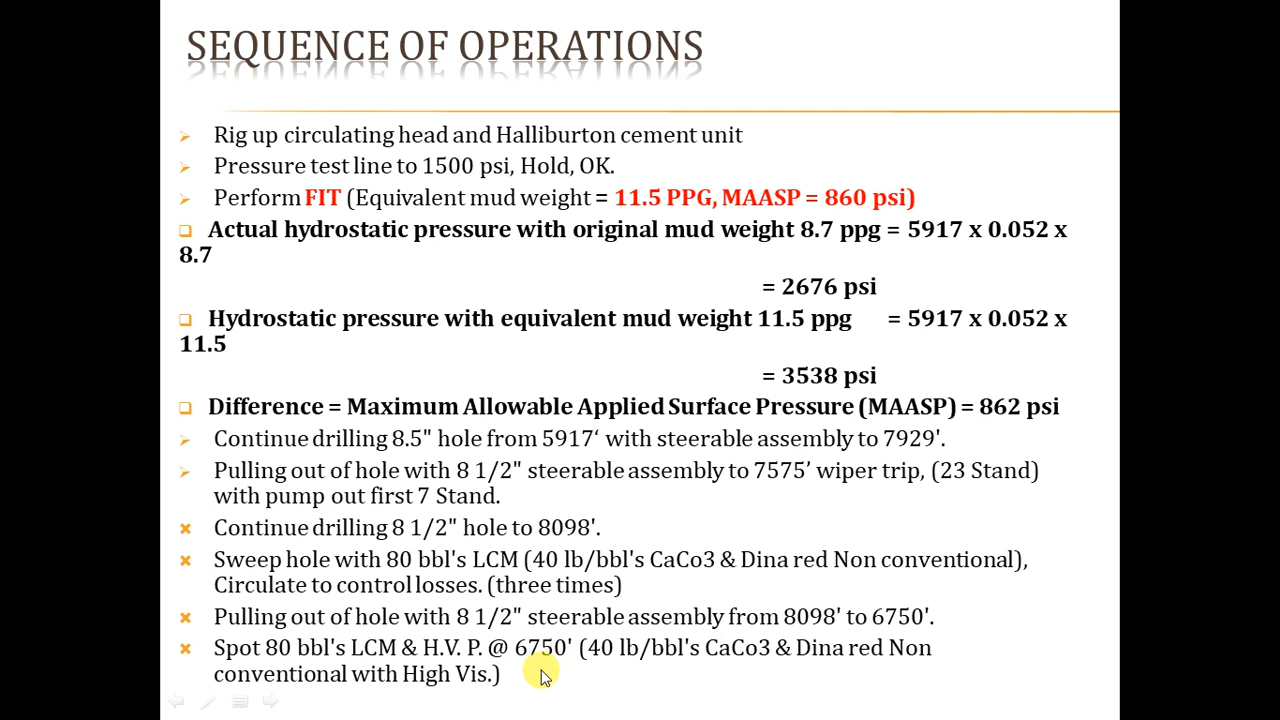 SEQUENCE OF OPERATIONS
Rig up circulating head and Halliburton cement unit
Pressure test line to 1500 psi, Hold, OK.
Perform FIT (Equivalent mud weight = 11.5 PPG, MAASP = 860 psi)
Actual hydrostatic pressure with original mud weight 8.7 ppg = 5917 x 0.052 x
8.7
= 2676 psi
Hydrostatic pressure with equivalent mud weight 11.5 ppg = 5917 x 0.052 x
11.5
= 3538 psi
Difference = Maximum Allowable Applied Surface Pressure (MAASP) = 862 psi
Continue drilling 8.5" hole from 5917‘ with steerable assembly to 7929'.
Pulling out of hole with 8 1/2" steerable assembly to 7575’ wiper trip, (23 Stand)
with pump out first 7 Stand.
Continue drilling 8 1/2" hole to 8098'.
Sweep hole with 80 bbl's LCM (40 lb/bbl's CaCo3 & Dina red Non conventional),
Circulate to control losses. (three times)
Pulling out of hole with 8 1/2" steerable assembly from 8098' to 6750'.
Spot 80 bbl's LCM & H.V. P. @ 6750' (40 lb/bbl's CaCo3 & Dina red Non
conventional with High Vis.)